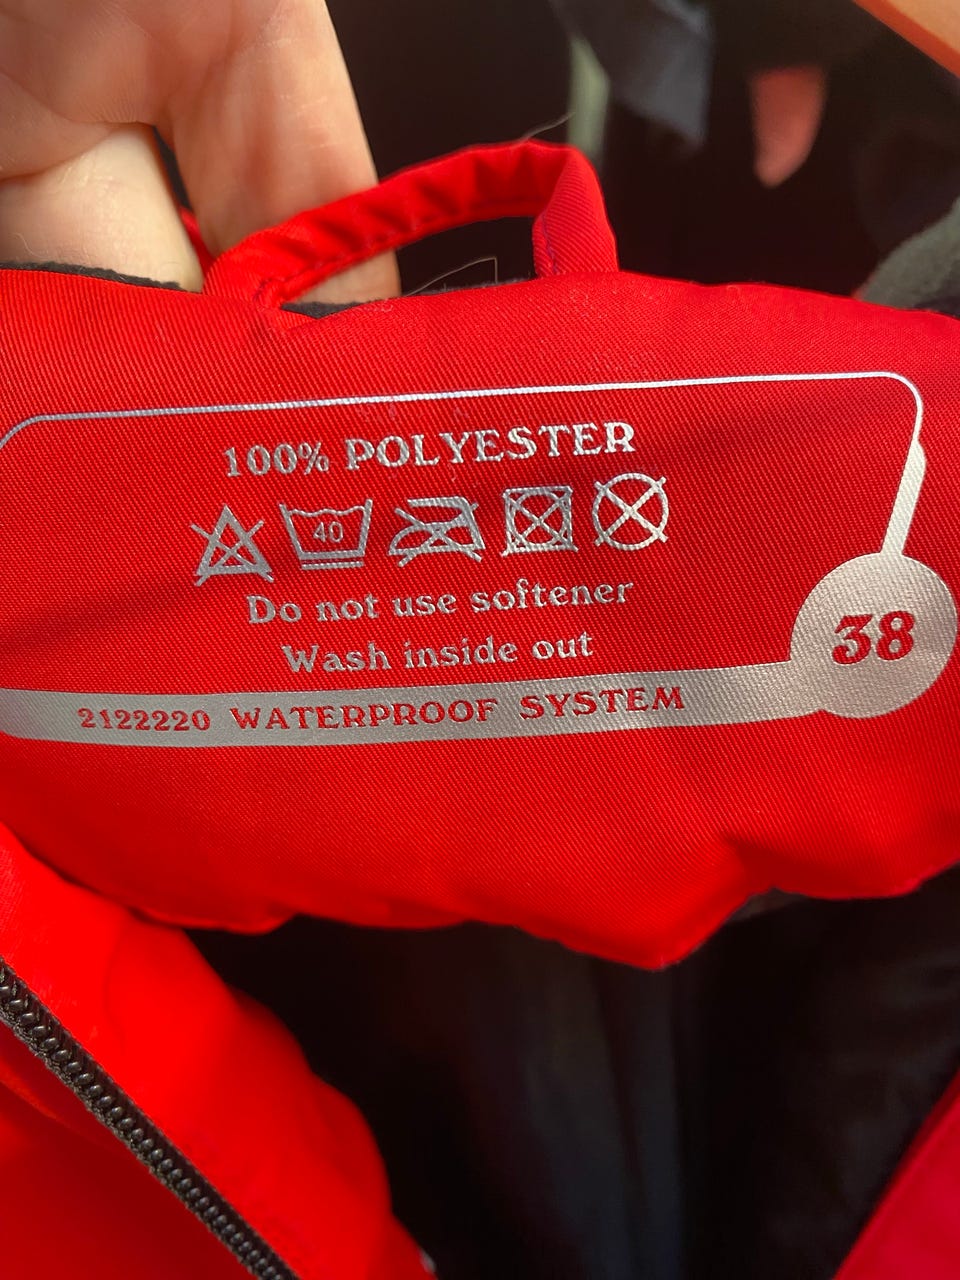 100% POLYESTER
40
Do not use softener
Wash inside out
38
2122220 WATERPROOF SYSTEM